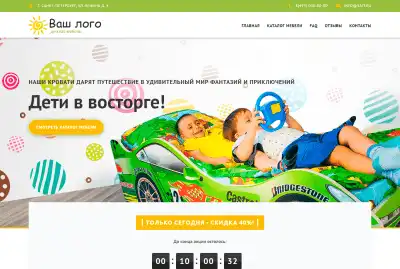 Ваш лого
ГЛАВНАЯ КАТАЛОГ МЕБЕЛИ FAQ ОТЗЫВЫ КОНТАКТЫ
НАШИ КРОВАТИ ДАРЯТ ПУТЕШЕСТВИЕ В УДИВИТЕЛЬНЫЙ МИР ФАНТАЗИЙ И ПРИКЛЮЧЕНИЙ
Дети в восторге!
СМОТРЕТЬ КАТАЛОГ МЕБЕЛИ
Castrol
BRIDGESTONE
ТОЛЬКО СЕГОДНЯ - СКИДКА 40%!
До конца акции осталось:
00 : 10 : 00 : 32